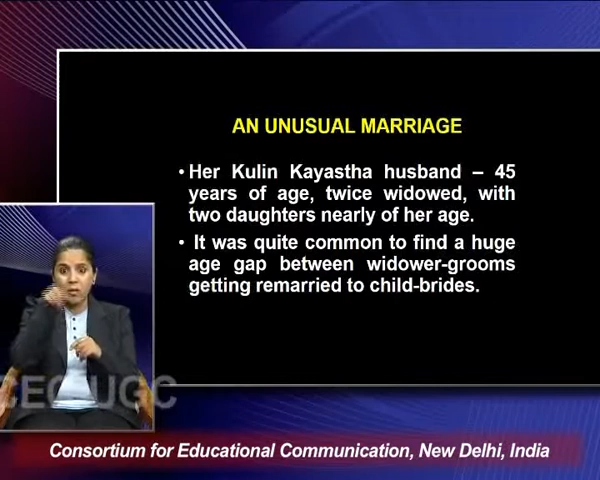 AN UNUSUAL MARRIAGE
• Her Kulin Kayastha husband – 45
years of age, twice widowed, with
two daughters nearly of her age.
• It was quite common to find a huge
age gap between widower-grooms
getting remarried to child-brides.
CEC-UGC
Consortium for Educational Communication, New Delhi, India